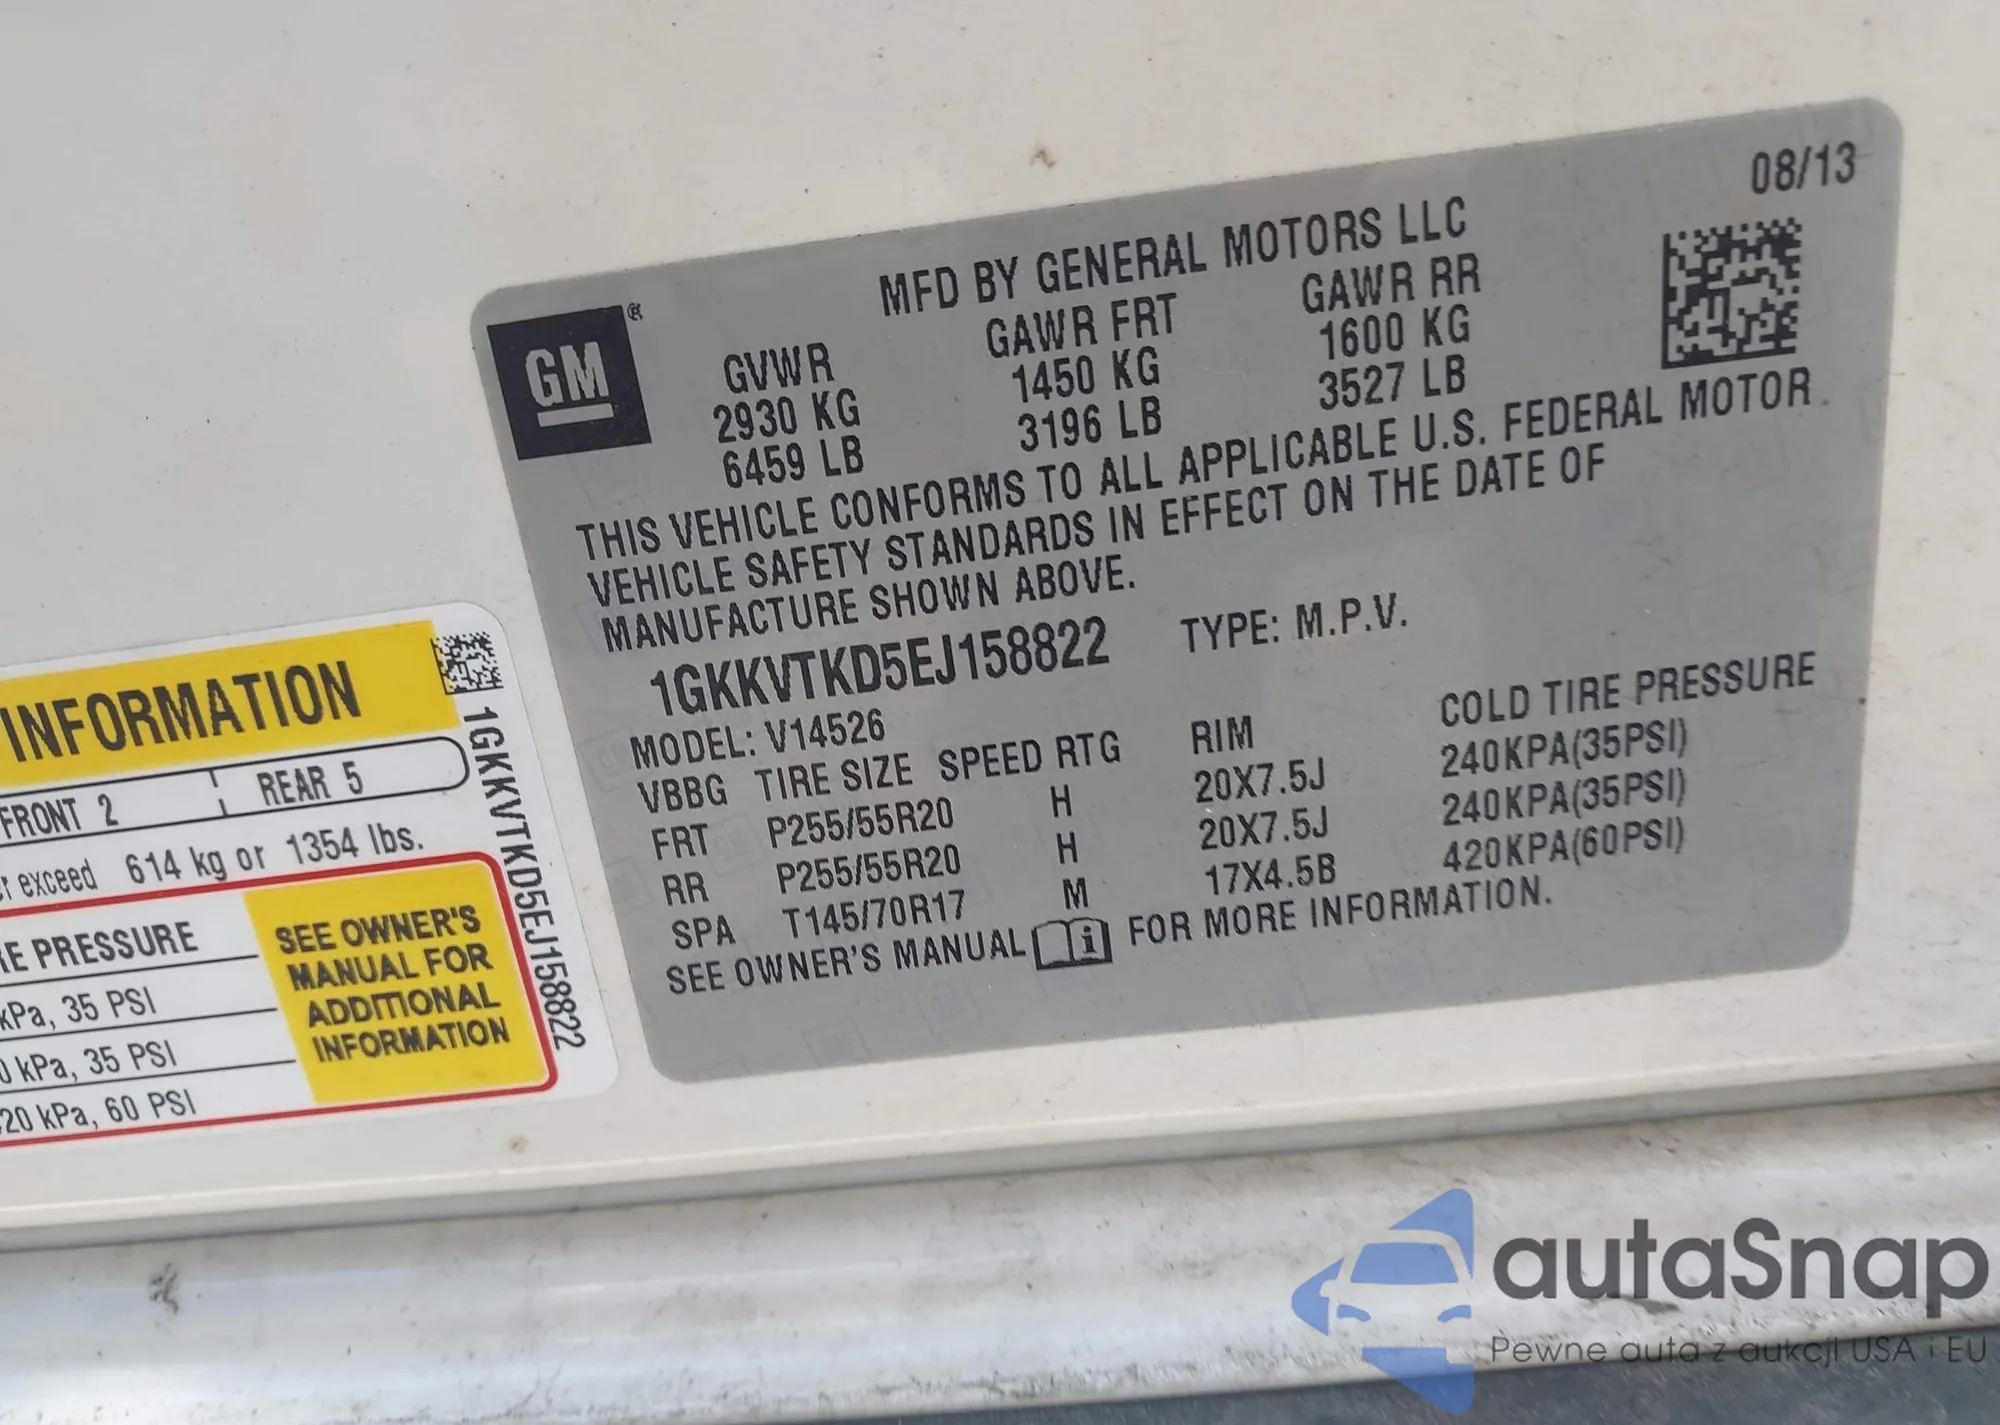 08/13
MFD BY GENERAL MOTORS LLC
GM®
GVWR GAWR FRT GAWR RR
2930 KG 1450 KG 1600 KG
6459 LB 3196 LB 3527 LB
THIS VEHICLE CONFORMS TO ALL APPLICABLE U.S. FEDERAL MOTOR
VEHICLE SAFETY STANDARDS IN EFFECT ON THE DATE OF
MANUFACTURE SHOWN ABOVE.
1GKKVTKD5EJ158822 TYPE: M.P.V.
MODEL: V14526
VBBG TIRE SIZE SPEED RTG RIM COLD TIRE PRESSURE
FRT P255/55R20 H 20X7.5J 240KPA(35PSI)
RR P255/55R20 H 20X7.5J 240KPA(35PSI)
SPA T145/70R17 M 17X4.5B 420KPA(60PSI)
SEE OWNER'S MANUAL FOR MORE INFORMATION.
INFORMATION
FRONT 2 REAR 5
exceed 614 kg or 1354 lbs.
PRESSURE
kPa, 35 PSI
0 kPa, 35 PSI
20 kPa, 60 PSI
SEE OWNER'S
MANUAL FOR
ADDITIONAL
INFORMATION
1GKKVTKD5EJ158822
autaSnap
Pewne auta z aukcji USA i EU